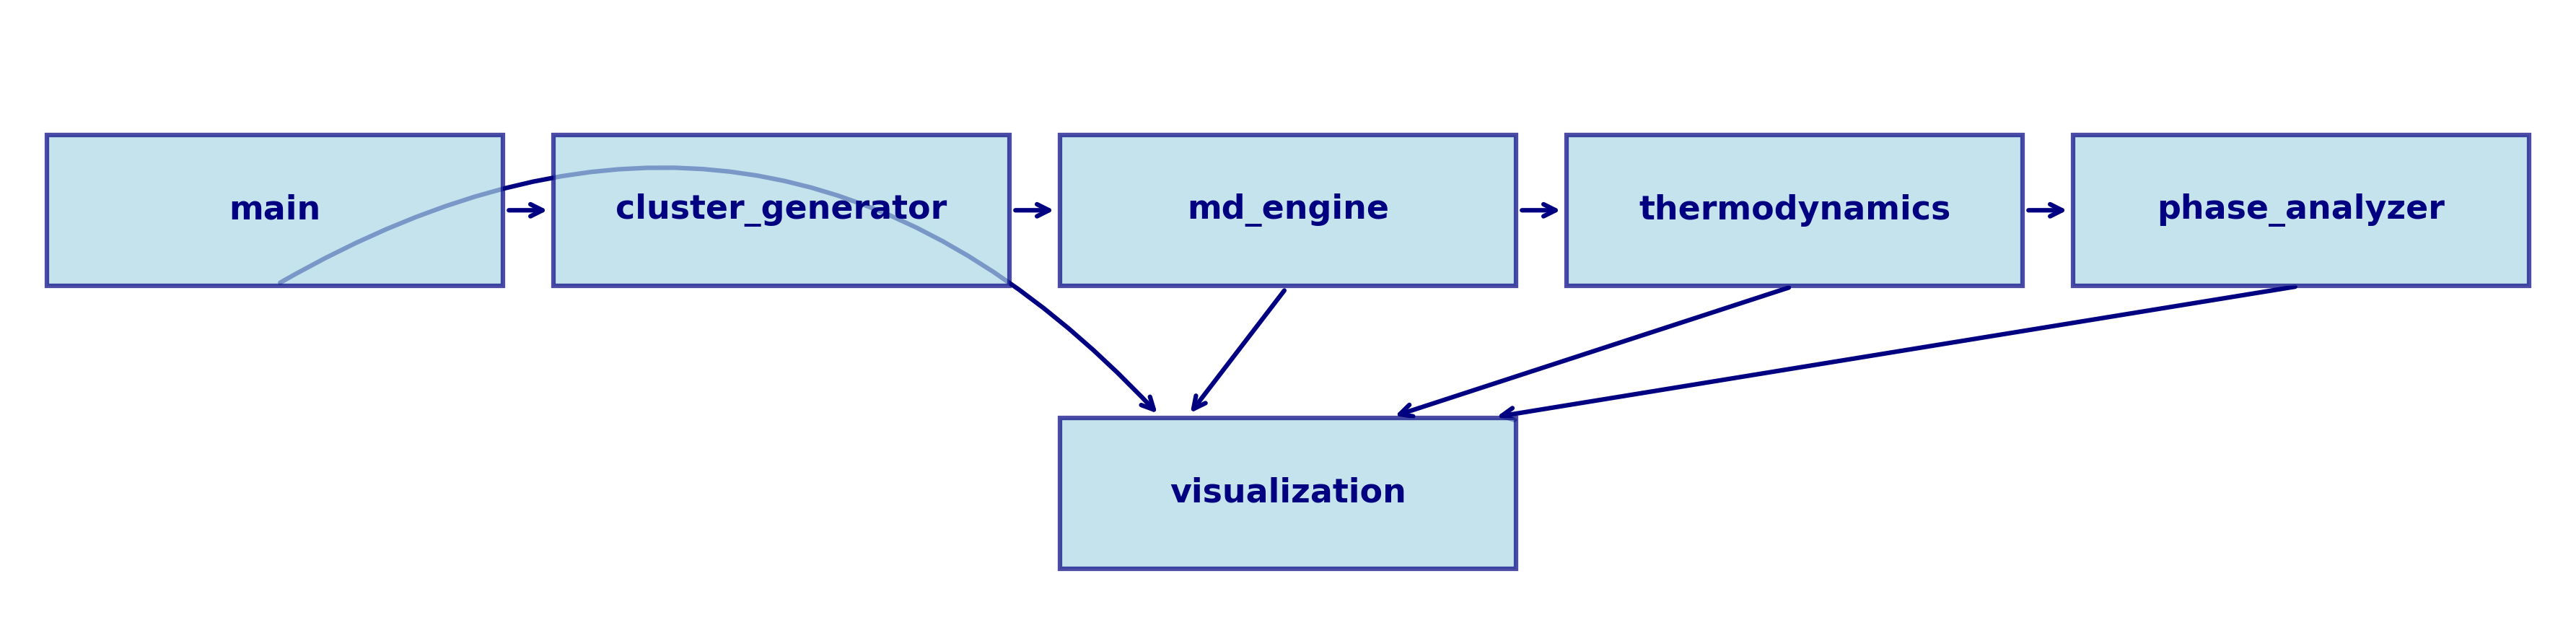 main
cluster_generator
md_engine
thermodynamics
phase_analyzer
visualization